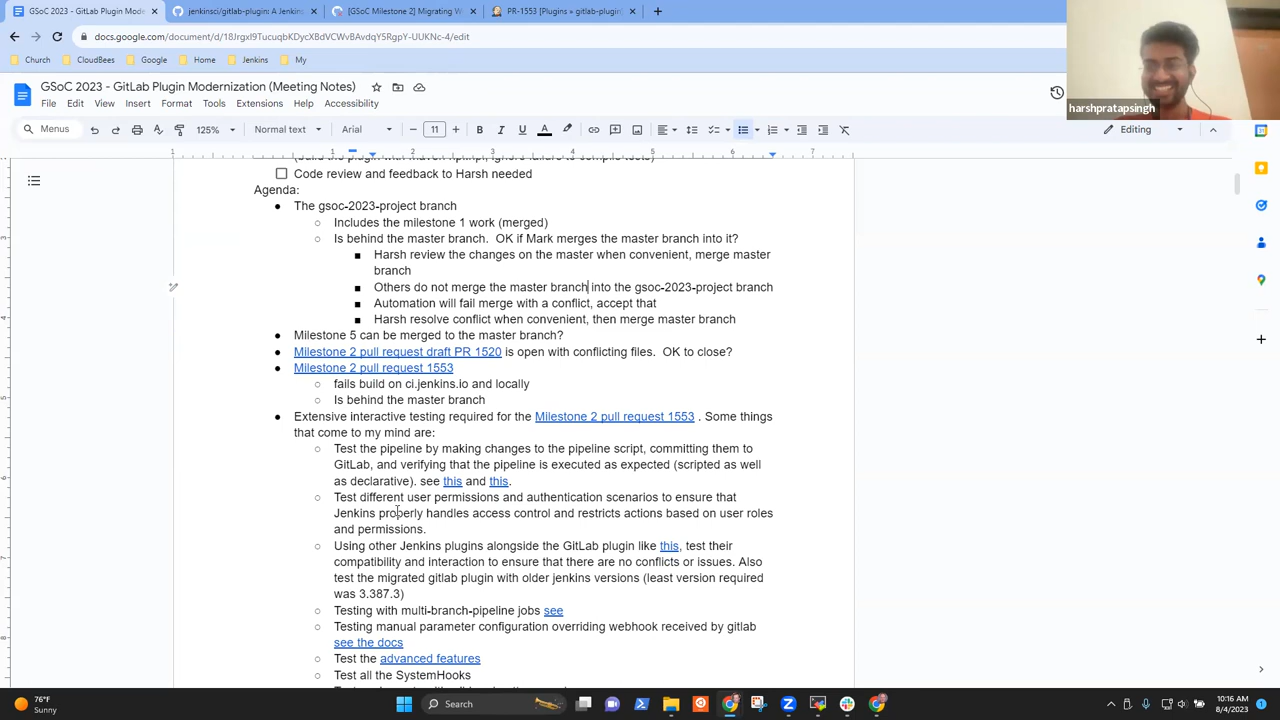 GSoC 2023 - GitLab Plugin Mode
jenkinsci/gitlab-plugin: A Jenki
[GSoC Milestone 2] Migrating W
PR-1553 [Plugins » gitlab-plugin
docs.google.com/document/d/
Church
CloudBees
Google
Modernization
Jenkins
My
GSOC 2023 - GitLab Plugin Modernization (Meeting Notes)
File Edit View Insert Format Tools Extensions Help Accessibility
harshpratapsingh
Menus
125%
Normal text
Arial
11
Editing
Code review and feedback to Harsh needed
Agenda:
The gsoc-2023-project branch
Includes the milestone 1 work (merged)
Is behind the master branch. OK if Mark merges the master branch into it?
Harsh review the changes on the master when convenient, merge master
branch
Others do not merge the master branch into the gsoc-2023-project branch
Automation will fail merge with a conflict, accept that
Harsh resolve conflict when convenient, then merge master branch
Milestone 5 can be merged to the master branch?
Milestone 2 pull request draft PR 1520 is open with conflicting files. OK to close?
Milestone 2 pull request 1553
fails build on ci.jenkins.io and locally
Is behind the master branch
Extensive interactive testing required for the Milestone 2 pull request 1553 . Some things
that come to my mind are:
Test the pipeline by making changes to the pipeline script, committing them to
GitLab, and verifying that the pipeline is executed as expected (scripted as well
as declarative). see this and this.
Test different user permissions and authentication scenarios to ensure that
Jenkins properly handles access control and restricts actions based on user roles
and permissions.
Using other Jenkins plugins alongside the GitLab plugin like this, test their
compatibility and interaction to ensure that there are no conflicts or issues. Also
test the migrated gitlab plugin with older jenkins versions (least version required
was 3.387.3)
Testing with multi-branch-pipeline jobs see
Testing manual parameter configuration overriding webhook received by gitlab
see the docs
Test the advanced features
Test all the SystemHooks
76°F
Sunny
Search
10:16 AM
8/4/2023